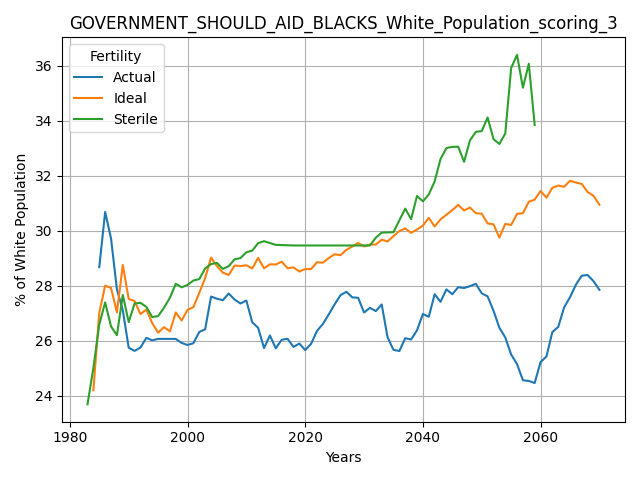 GOVERNMENT_SHOULD_AID_BLACKS_White_Population_scoring_3
Fertility
Actual
Ideal
Sterile
% of White Population
36
34
32
30
28
26
24
1980
2000
2020
2040
2060
Years